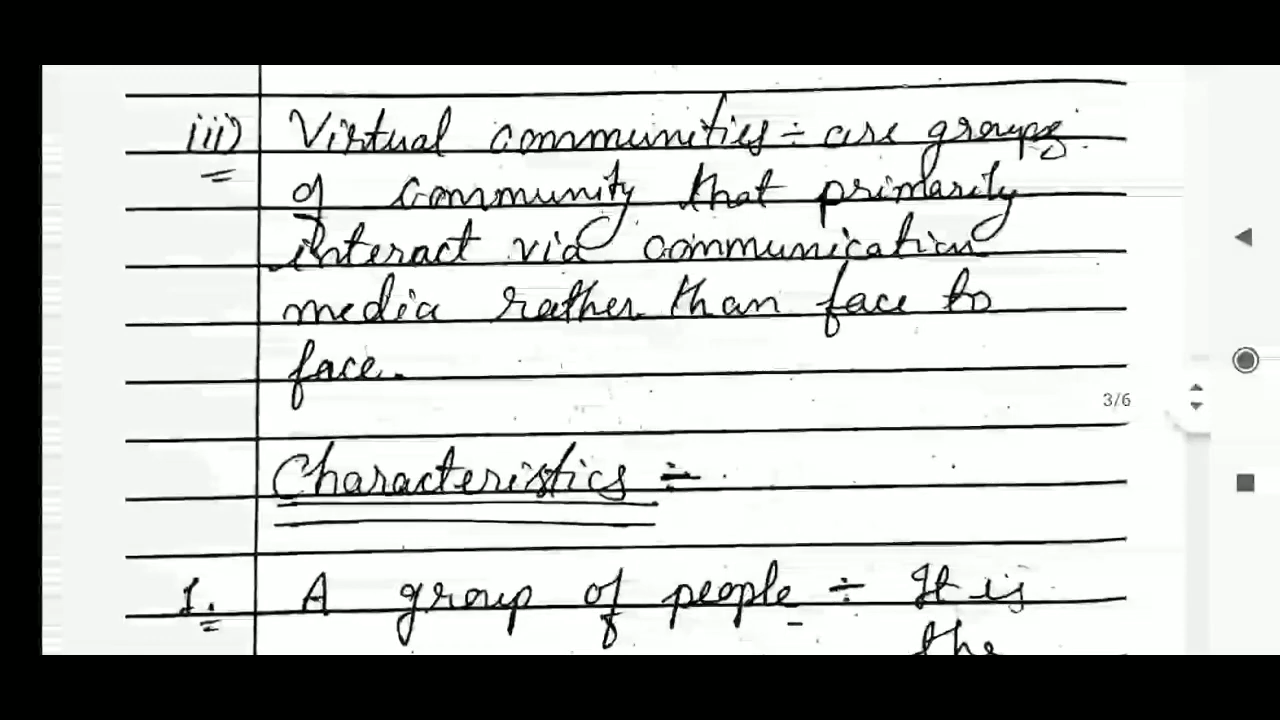 iii) Virtual communities ÷ are groups
of community that primarily
interact via communication
media rather than face to
face.
3/6
Characteristics ÷
1. A group of people ÷ It is
the